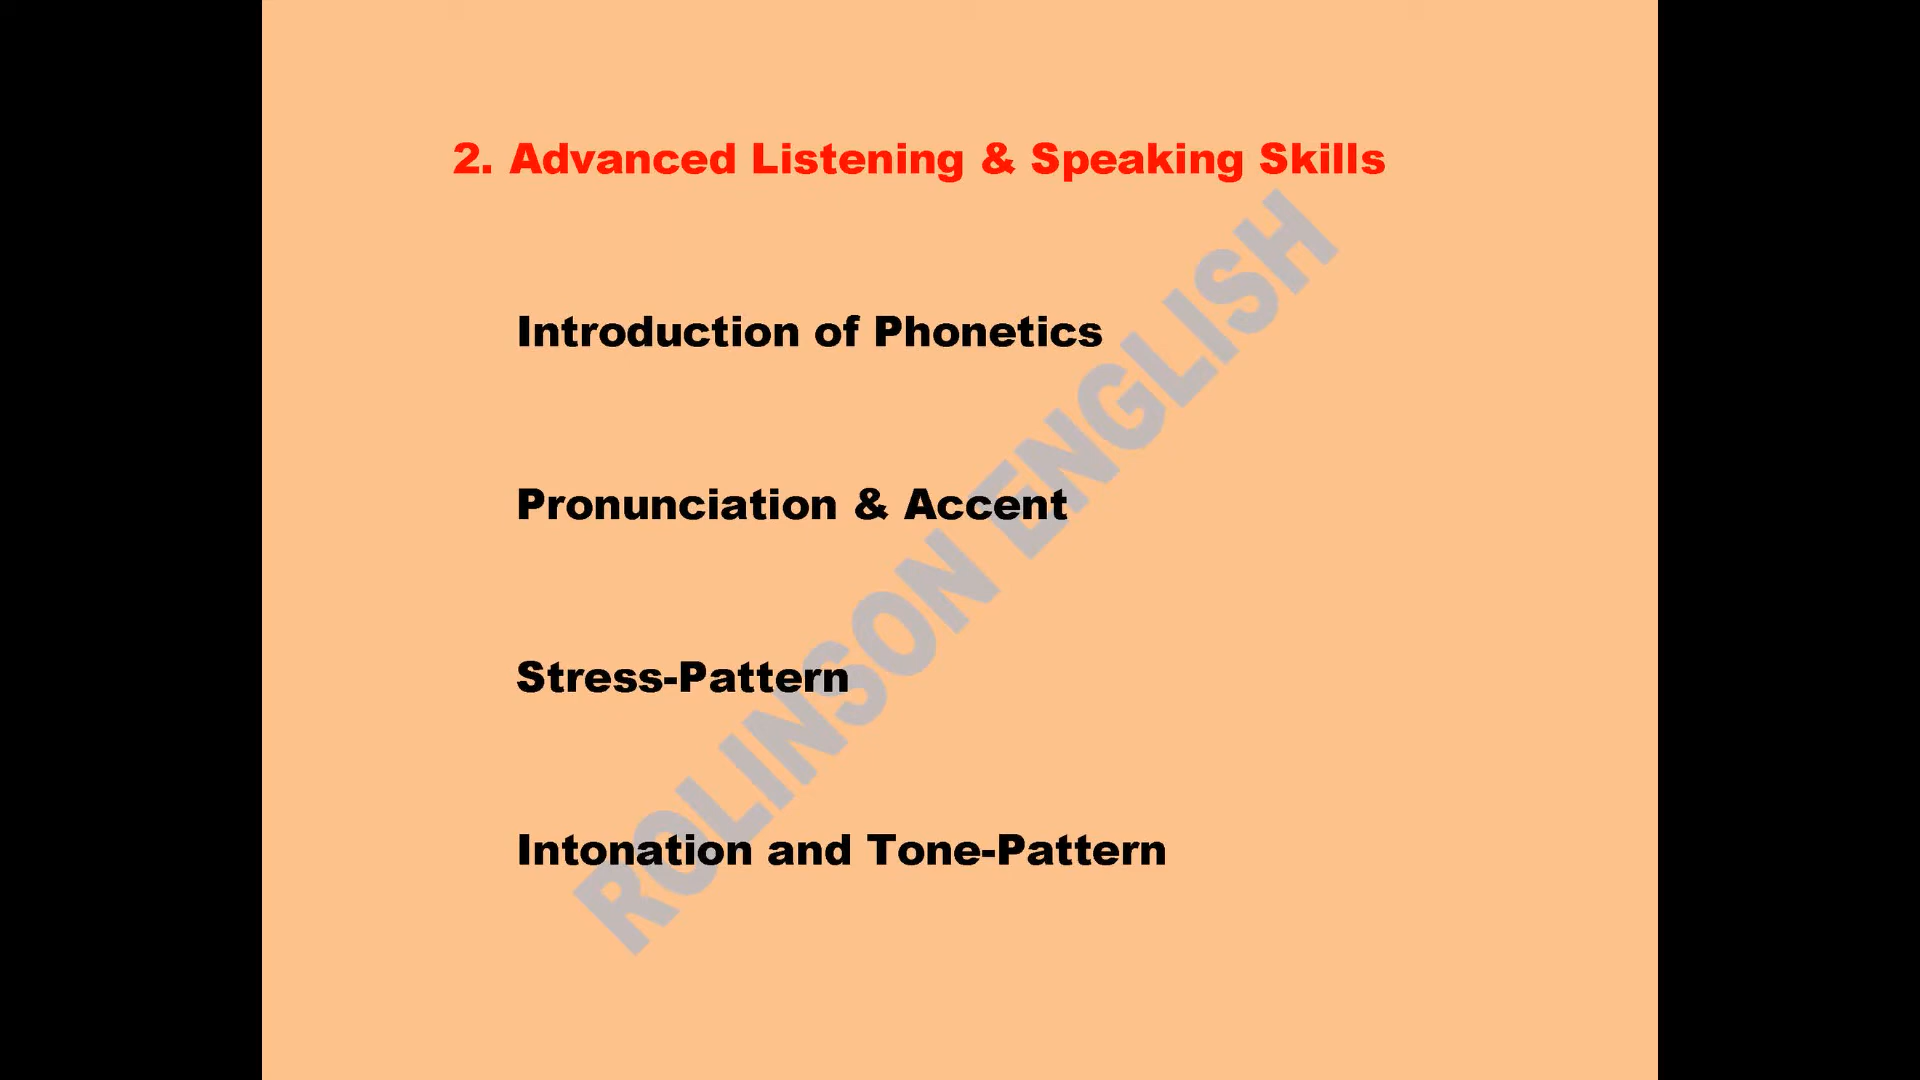 2. Advanced Listening & Speaking Skills
Introduction of Phonetics
Pronunciation & Accent
Stress-Pattern
Intonation and Tone-Pattern
ROLINSON ENGLISH